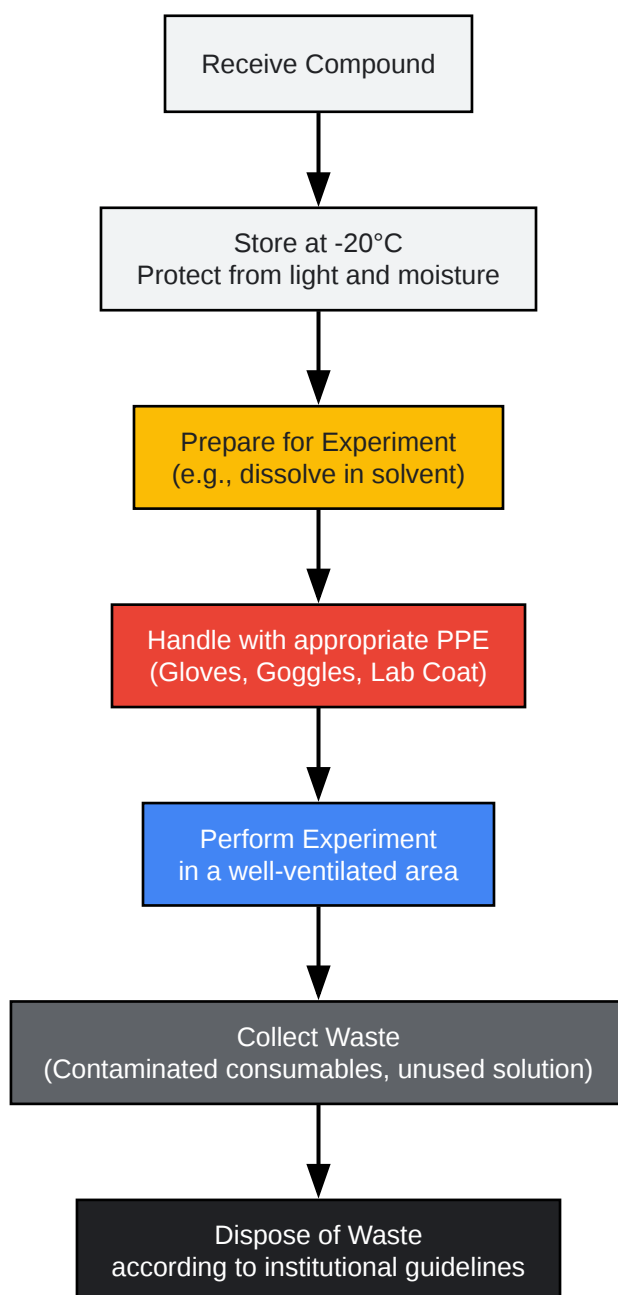 Receive Compound
Store at -20°C
Protect from light and moisture
Prepare for Experiment
(e.g., dissolve in solvent)
Handle with appropriate PPE
(Gloves, Goggles, Lab Coat)
Perform Experiment
in a well-ventilated area
Collect Waste
(Contaminated consumables, unused solution)
Dispose of Waste
according to institutional guidelines